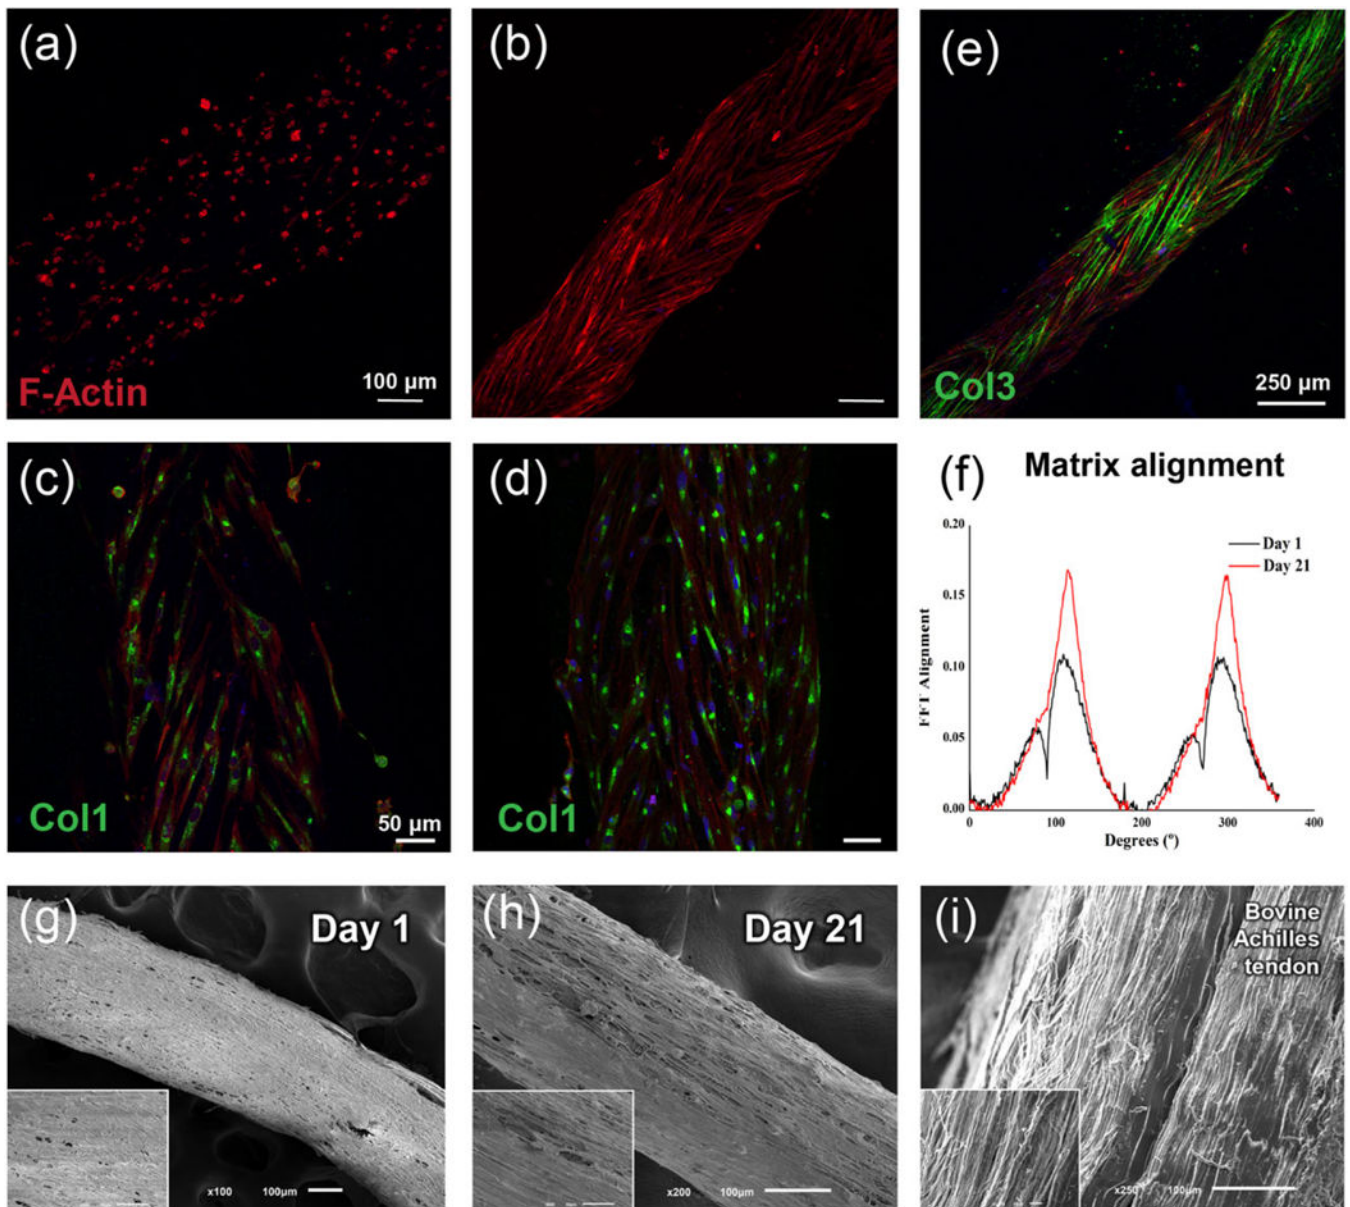 (a)
F-Actin
100 µm
(b)
(e)
Col3
250 µm
(c)
Col1
50 µm
(d)
Col1
(f)
Matrix alignment
0.20
0.15
0.10
0.05
0.00
FFT Alignment
Day 1
Day 21
0
100
200
300
400
Degrees (º)
(g)
Day 1
x100 100µm
(h)
Day 21
x200 100µm
(i)
Bovine
Achilles
tendon
x250 100µm